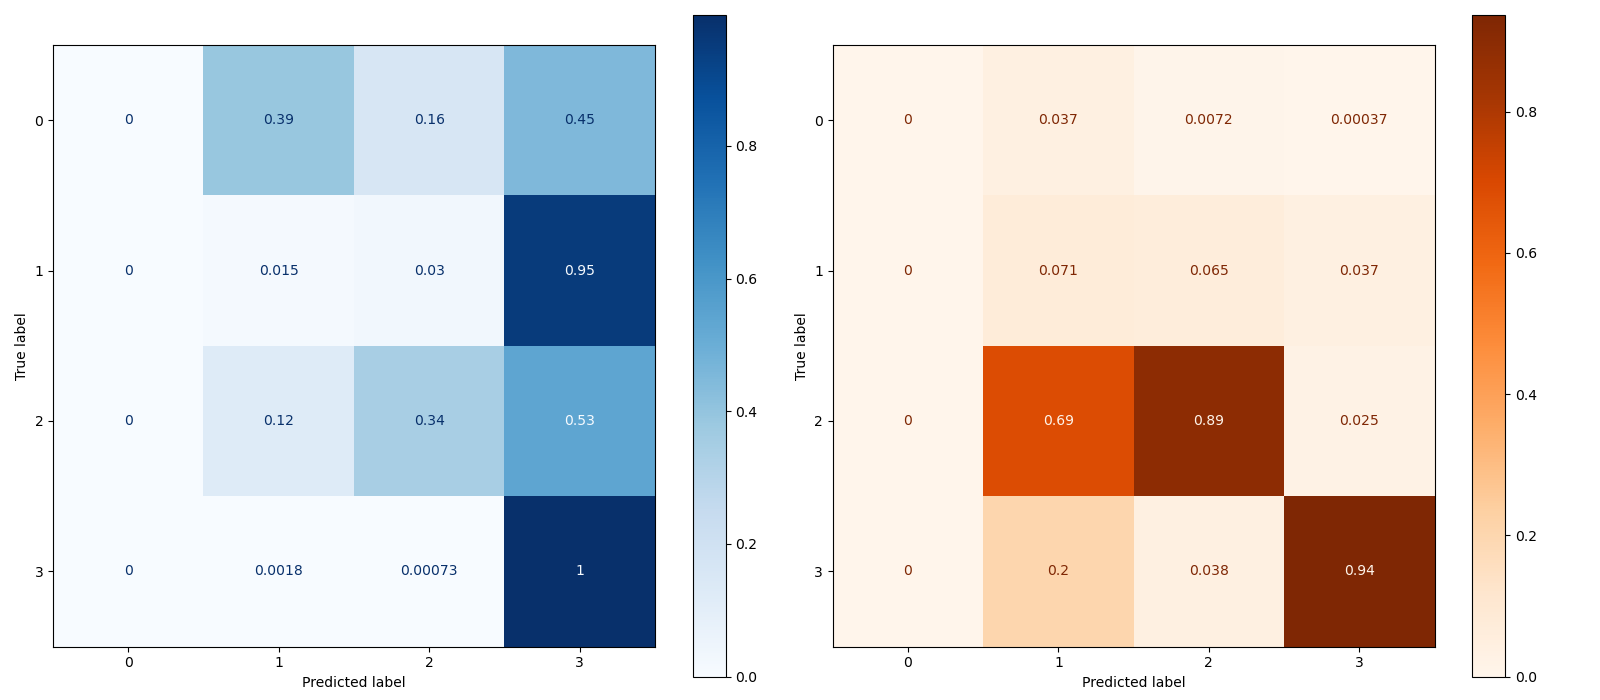 0 0 0.39 0.16 0.45
1 0 0.015 0.03 0.95
2 0 0.12 0.34 0.53
3 0 0.0018 0.00073 1
0 1 2 3
True label
Predicted label
0.8
0.6
0.4
0.2
0.0
0 0 0.037 0.0072 0.00037
1 0 0.071 0.065 0.037
2 0 0.69 0.89 0.025
3 0 0.2 0.038 0.94
0 1 2 3
True label
Predicted label
0.8
0.6
0.4
0.2
0.0